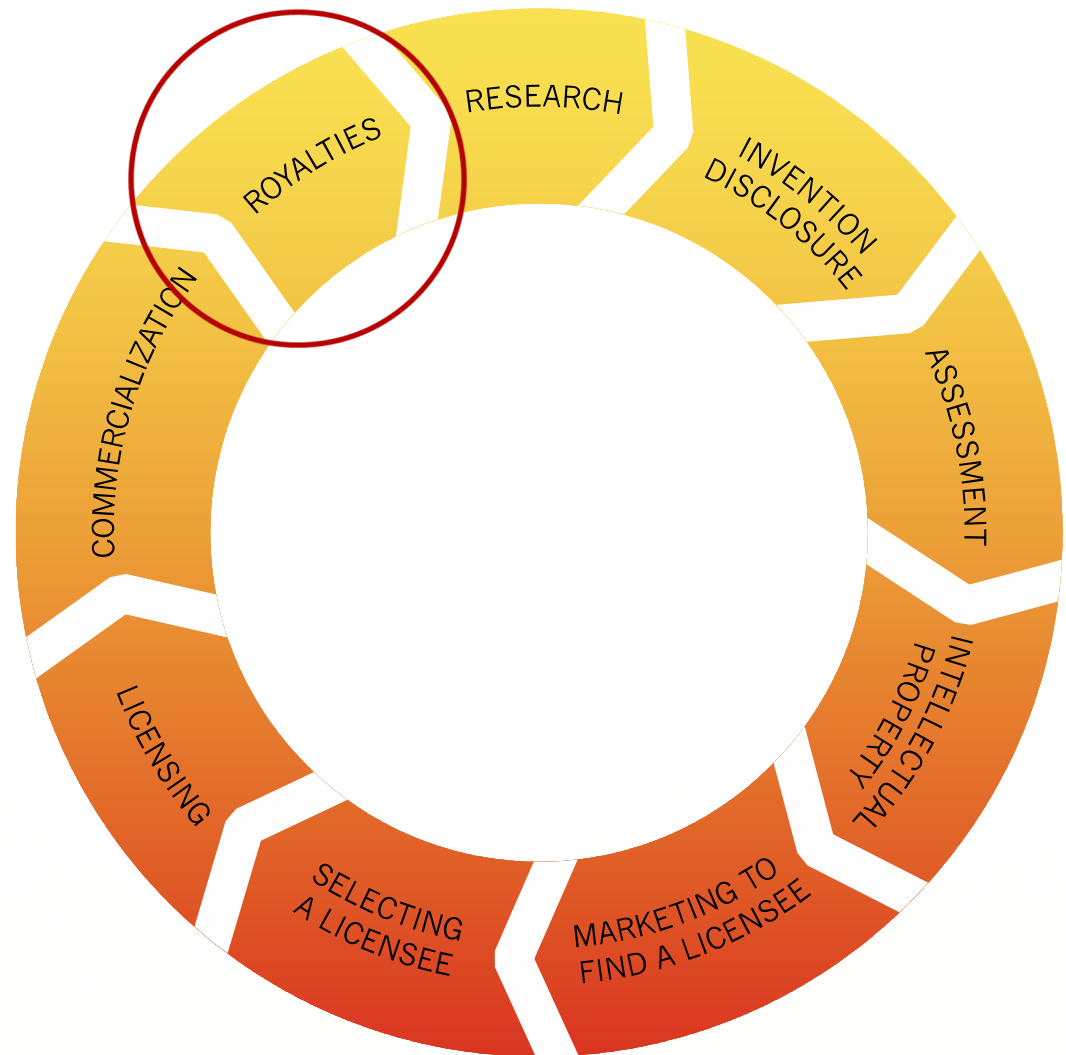 RESEARCH
INVENTION
DISCLOSURE
ASSESSMENT
INTELLECTUAL
PROPERTY
MARKETING TO
FIND A LICENSEE
SELECTING
A LICENSEE
LICENSING
COMMERCIALIZATION
ROYALTIES